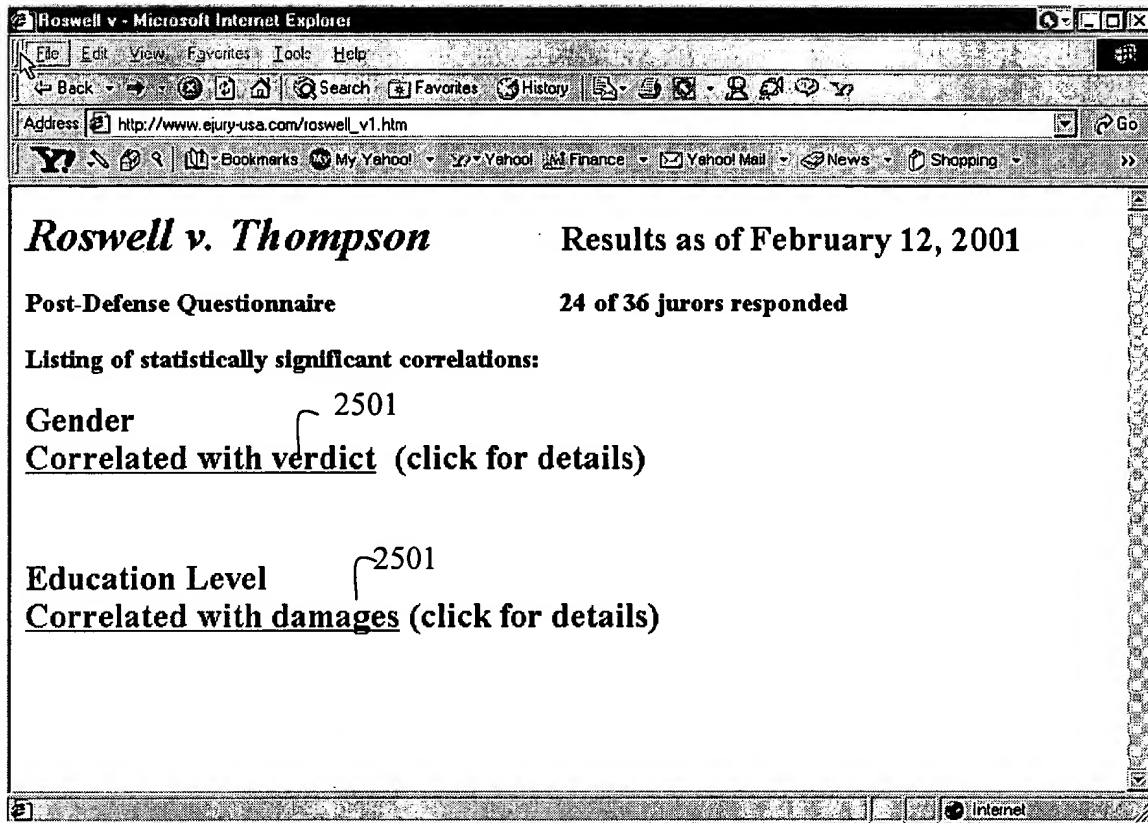 Roswell v - Microsoft Internet Explorer
File Edit View Favorites Tools Help
Back Search Favorites History
Address http://www.ejury-usa.com/roswell_v1.htm Go
Y! Bookmarks My Yahoo! Yahoo! Finance Yahoo! Mail News Shopping »
Roswell v. Thompson Results as of February 12, 2001
Post-Defense Questionnaire 24 of 36 jurors responded
Listing of statistically significant correlations:
2501
Gender
Correlated with verdict (click for details)
2501
Education Level
Correlated with damages (click for details)
Internet